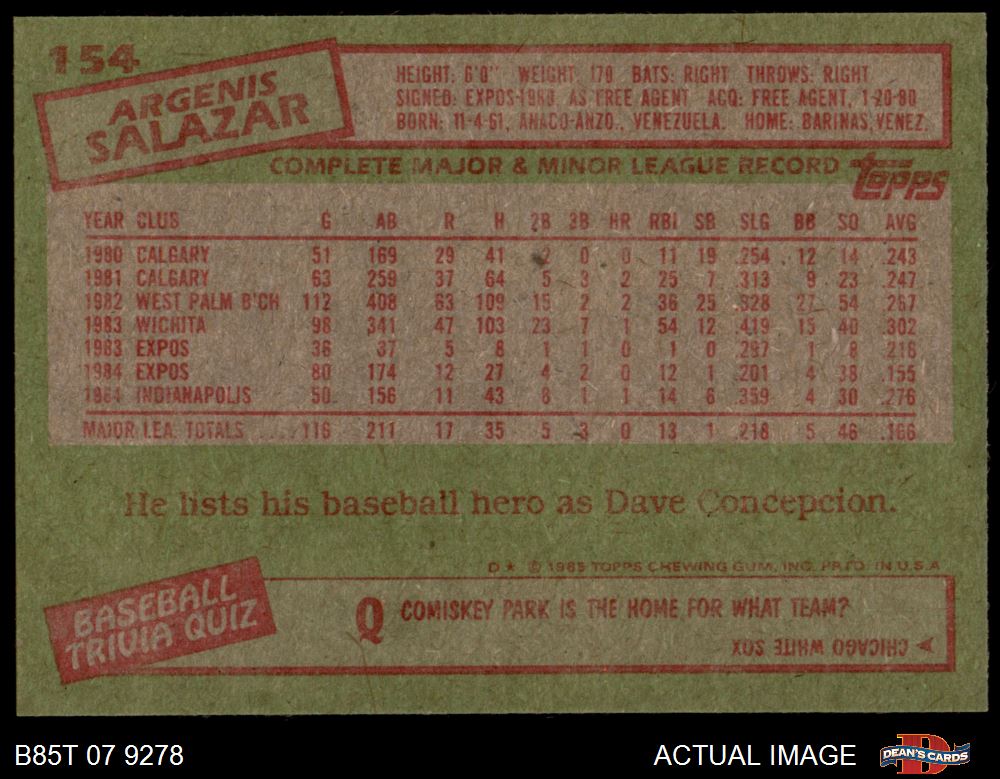 154
ARGENIS
SALAZAR
HEIGHT: 6'0" WEIGHT: 170 BATS: RIGHT THROWS: RIGHT
SIGNED: EXPOS-1980, AS FREE AGENT ACQ: FREE AGENT, 1-20-80
BORN: 11-4-61, ANACO-ANZO., VENEZUELA. HOME: BARINAS, VENEZ.
COMPLETE MAJOR & MINOR LEAGUE RECORD
topps
YEAR CLUB G AB R H 2B 3B HR RBI SB SLG BB SO AVG
1980 CALGARY 51 169 29 41 2 0 0 11 19 .254 12 14 .243
1981 CALGARY 63 259 37 64 5 3 2 25 7 .313 9 23 .247
1982 WEST PALM B'CH 112 408 63 109 15 2 2 36 25 .328 27 54 .267
1983 WICHITA 98 341 47 103 23 7 1 54 12 .419 15 40 .302
1983 EXPOS 36 37 5 8 1 1 0 1 0 .297 1 8 .216
1984 EXPOS 80 174 12 27 4 2 0 12 1 .201 4 38 .155
1984 INDIANAPOLIS 50 156 11 43 8 1 1 14 6 .359 4 30 .276
MAJOR LEA. TOTALS 116 211 17 35 5 3 0 13 1 .218 5 46 .166
He lists his baseball hero as Dave Concepcion.
D★ © 1985 TOPPS CHEWING GUM, INC. PRTD. IN U.S.A.
BASEBALL
TRIVIA QUIZ
Q COMISKEY PARK IS THE HOME FOR WHAT TEAM?
CHICAGO WHITE SOX
B85T 07 9278
ACTUAL IMAGE
D
DEAN'S CARDS